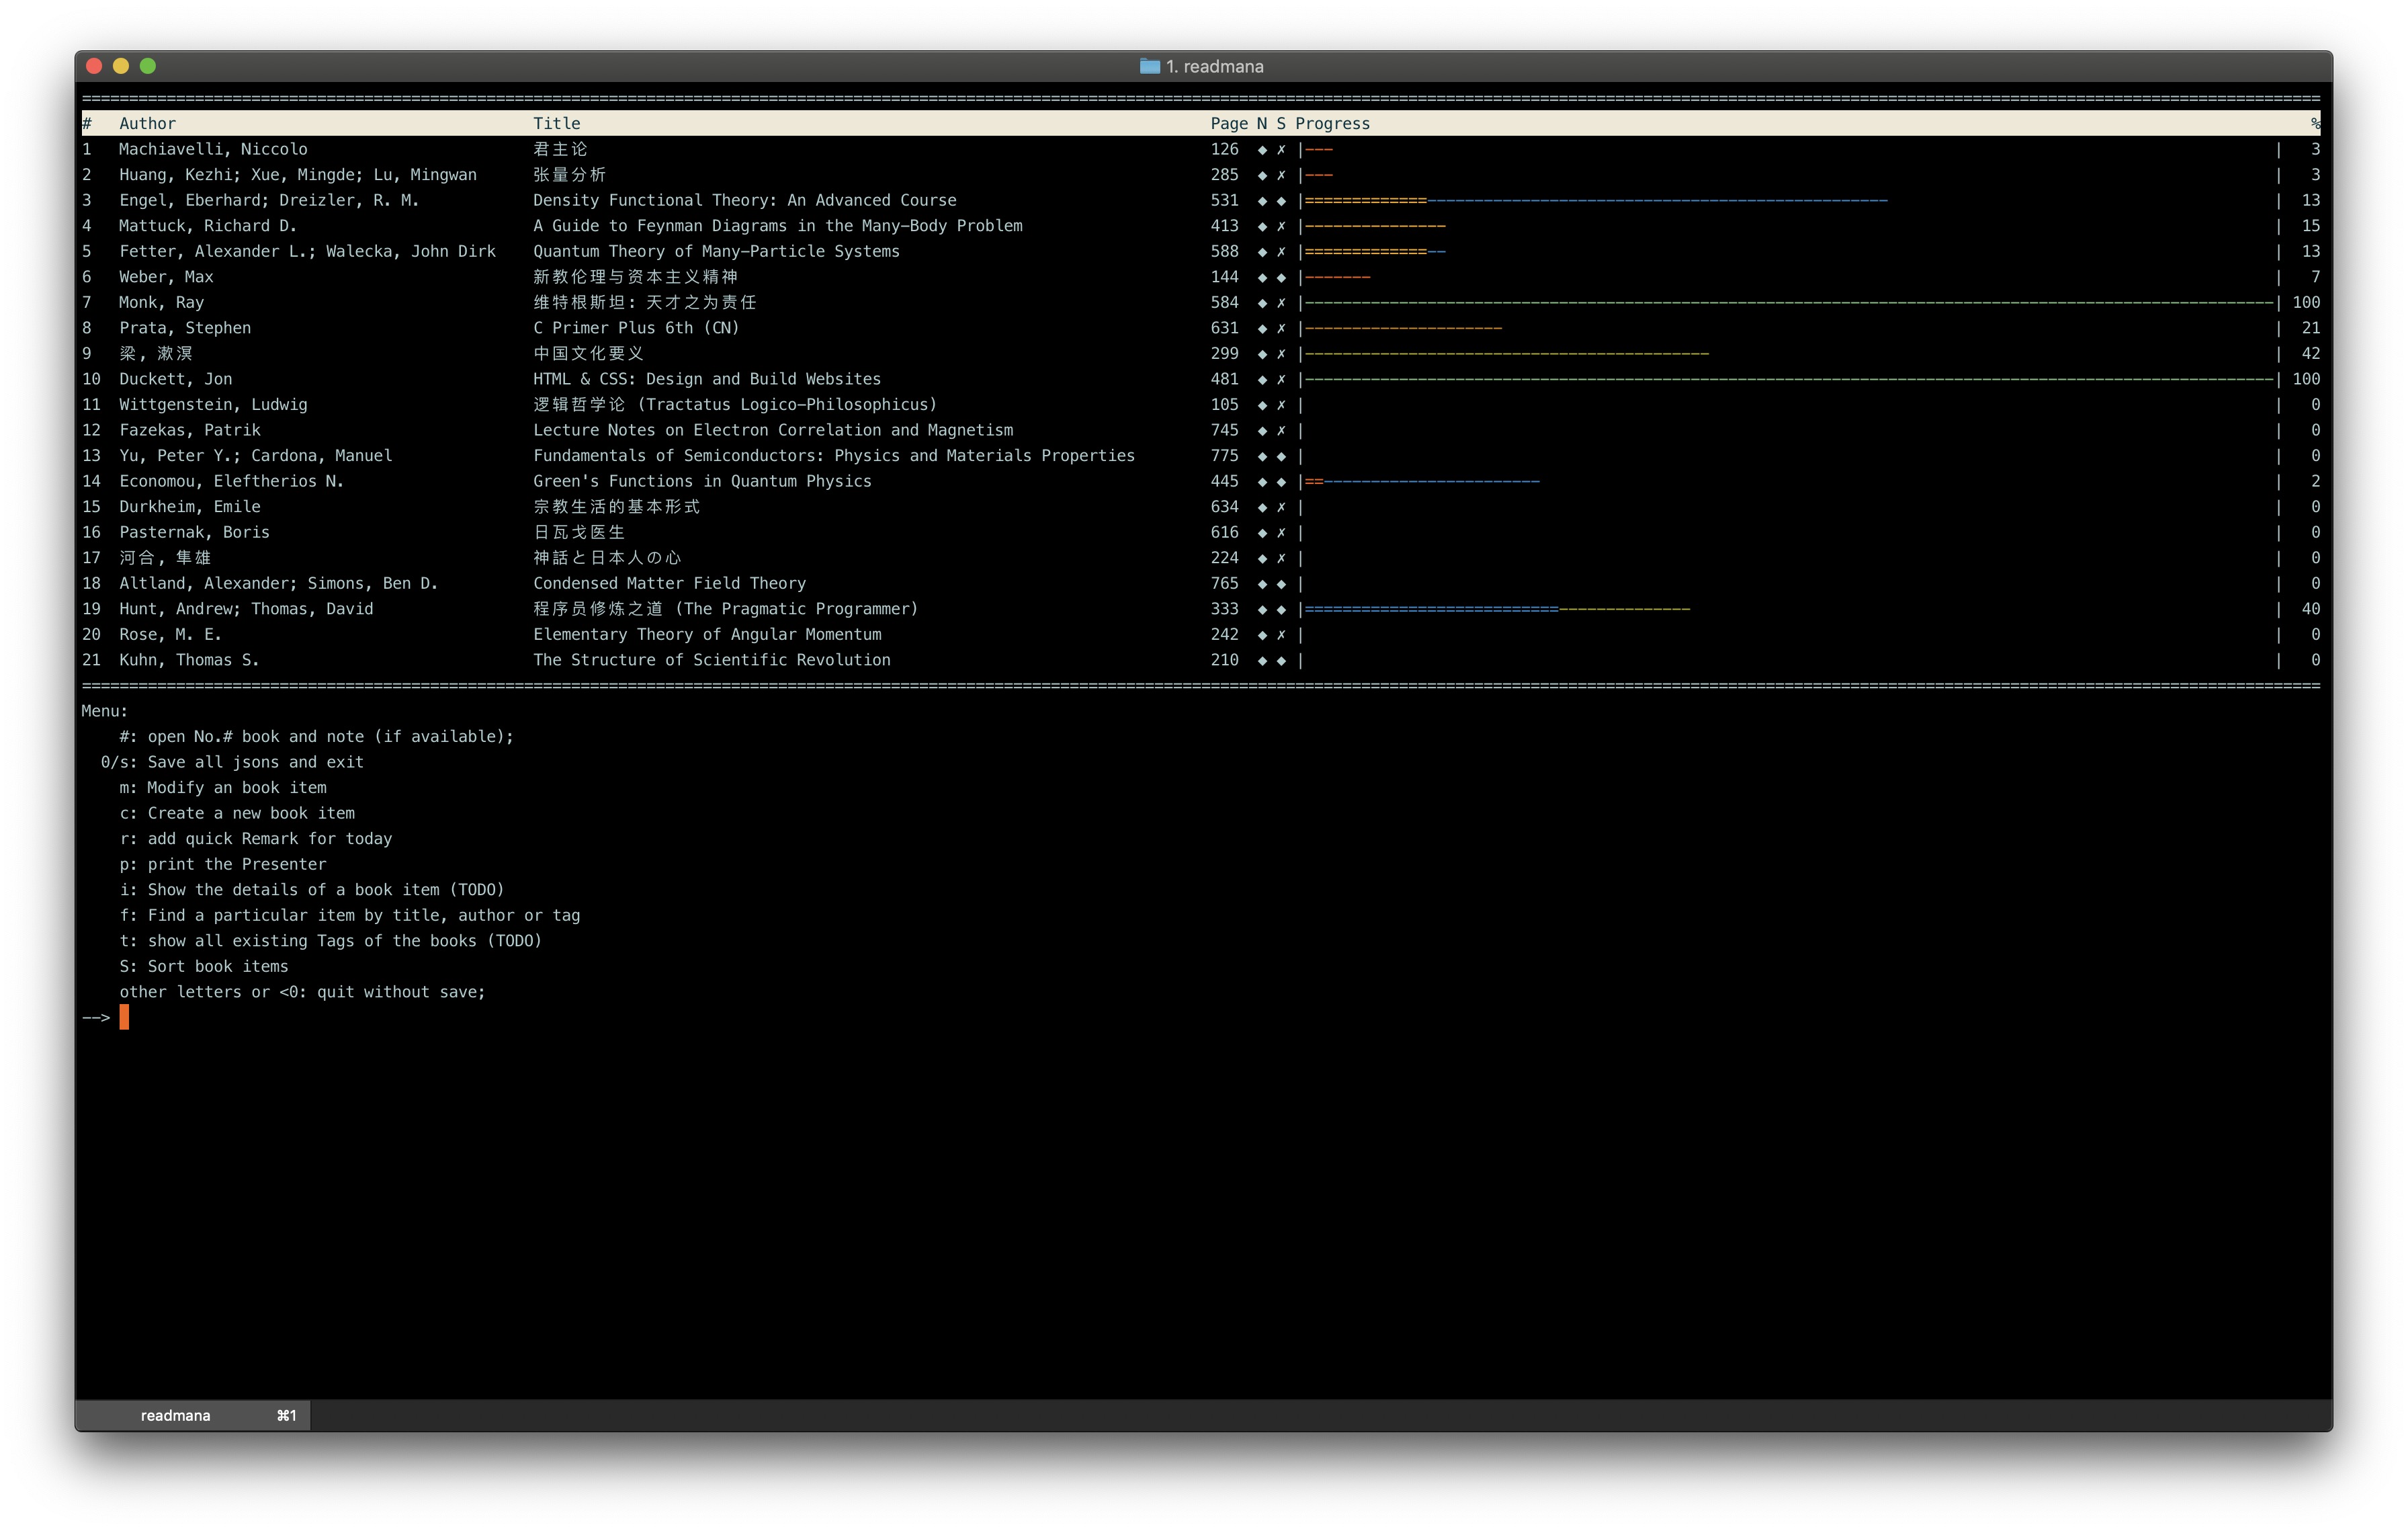 1. readmana
# Author Title Page N S Progress %
1 Machiavelli, Niccolo 君主论 126 ◆ ✗ |---| 3
2 Huang, Kezhi; Xue, Mingde; Lu, Mingwan 张量分析 285 ◆ ✗ |---| 3
3 Engel, Eberhard; Dreizler, R. M. Density Functional Theory: An Advanced Course 531 ◆ ◆ | | 13
4 Mattuck, Richard D. A Guide to Feynman Diagrams in the Many-Body Problem 413 ◆ ✗ | | 15
5 Fetter, Alexander L.; Walecka, John Dirk Quantum Theory of Many-Particle Systems 588 ◆ ✗ | | 13
6 Weber, Max 新教伦理与资本主义精神 144 ◆ ◆ | | 7
7 Monk, Ray 维特根斯坦: 天才之为责任 584 ◆ ✗ | | 100
8 Prata, Stephen C Primer Plus 6th (CN) 631 ◆ ✗ | | 21
9 梁, 漱溟 中国文化要义 299 ◆ ✗ | | 42
10 Duckett, Jon HTML & CSS: Design and Build Websites 481 ◆ ✗ | | 100
11 Wittgenstein, Ludwig 逻辑哲学论 (Tractatus Logico-Philosophicus) 105 ◆ ✗ | | 0
12 Fazekas, Patrik Lecture Notes on Electron Correlation and Magnetism 745 ◆ ✗ | | 0
13 Yu, Peter Y.; Cardona, Manuel Fundamentals of Semiconductors: Physics and Materials Properties 775 ◆ ◆ | | 0
14 Economou, Eleftherios N. Green's Functions in Quantum Physics 445 ◆ ◆ | | 2
15 Durkheim, Emile 宗教生活的基本形式 634 ◆ ✗ | | 0
16 Pasternak, Boris 日瓦戈医生 616 ◆ ✗ | | 0
17 河合, 隼雄 神話と日本人の心 224 ◆ ✗ | | 0
18 Altland, Alexander; Simons, Ben D. Condensed Matter Field Theory 765 ◆ ◆ | | 0
19 Hunt, Andrew; Thomas, David 程序员修炼之道 (The Pragmatic Programmer) 333 ◆ ◆ | | 40
20 Rose, M. E. Elementary Theory of Angular Momentum 242 ◆ ✗ | | 0
21 Kuhn, Thomas S. The Structure of Scientific Revolution 210 ◆ ◆ | | 0
Menu:
#: open No.# book and note (if available);
0/s: Save all jsons and exit
m: Modify an book item
c: Create a new book item
r: add quick Remark for today
p: print the Presenter
i: Show the details of a book item (TODO)
f: Find a particular item by title, author or tag
t: show all existing Tags of the books (TODO)
S: Sort book items
other letters or <0: quit without save;
-->
readmana ⌘1